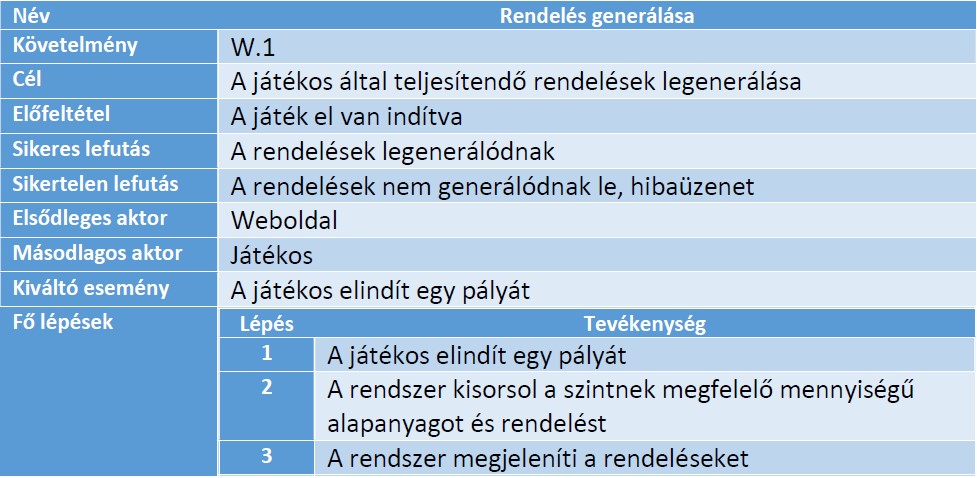 Név Rendelés generálása
Követelmény W.1
Cél A játékos által teljesítendő rendelések legenerálása
Előfeltétel A játék el van indítva
Sikeres lefutás A rendelések legenerálódnak
Sikertelen lefutás A rendelések nem generálódnak le, hibaüzenet
Elsődleges aktor Weboldal
Másodlagos aktor Játékos
Kiváltó esemény A játékos elindít egy pályát
Fő lépések Lépés Tevékenység
1 A játékos elindít egy pályát
2 A rendszer kisorsol a szintnek megfelelő mennyiségű
alapanyagot és rendelést
3 A rendszer megjeleníti a rendeléseket